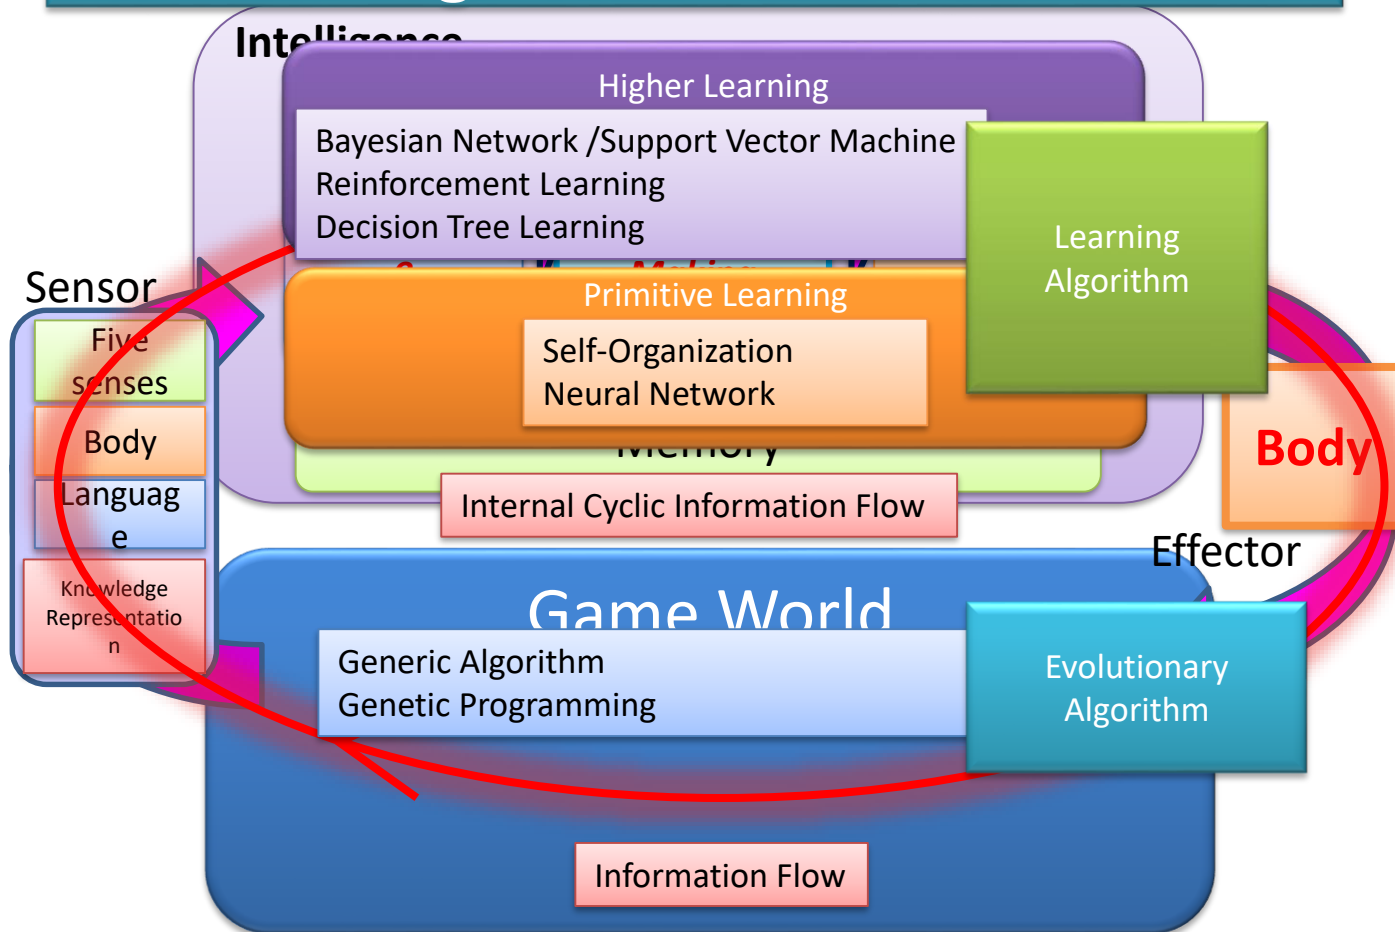 Intelligence
Higher Learning
Bayesian Network /Support Vector Machine
Reinforcement Learning
Decision Tree Learning
Learning
Algorithm
Making
Primitive Learning
Self-Organization
Neural Network
Memory
Internal Cyclic Information Flow
Sensor
Five
senses
Body
Languag
e
Knowledge
Representatio
n
Body
Effector
Game World
Generic Algorithm
Genetic Programming
Evolutionary
Algorithm
Information Flow